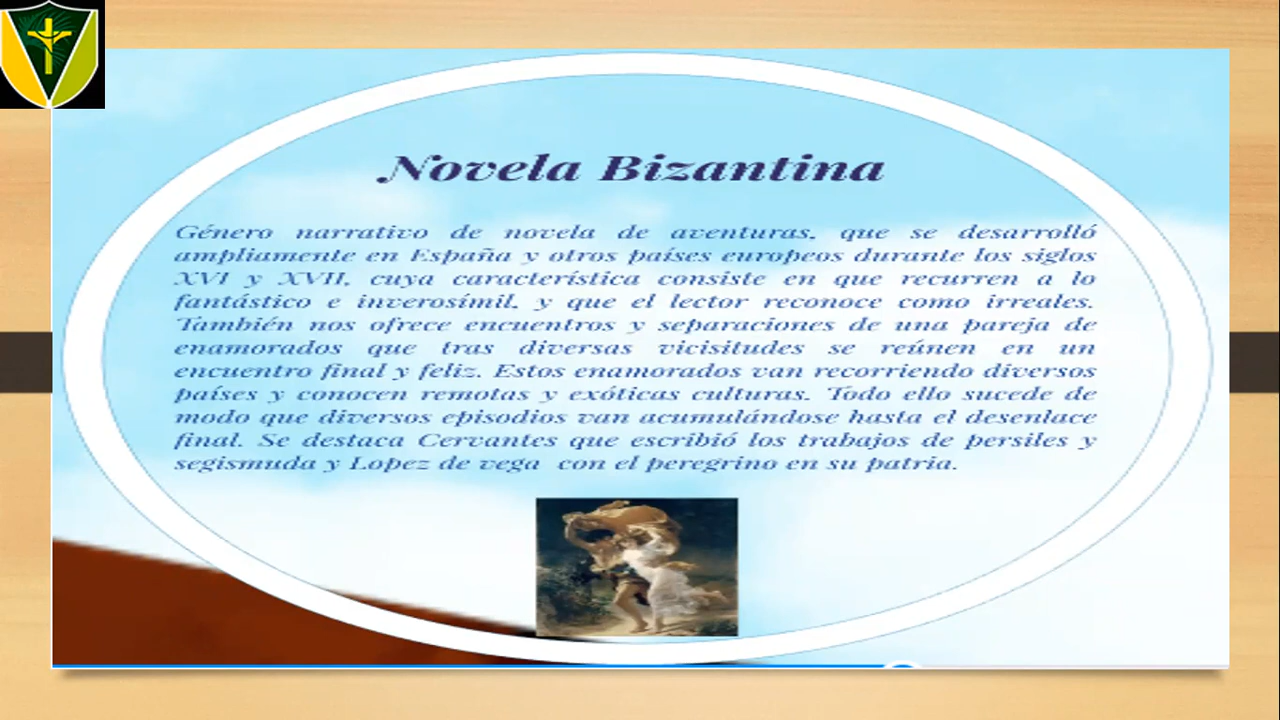 Novela Bizantina
Género narrativo de novela de aventuras, que se desarrolló
ampliamente en España y otros países europeos durante los siglos
XVI y XVII, cuya característica consiste en que recurren a lo
fantástico e inverosímil, y que el lector reconoce como irreales.
También nos ofrece encuentros y separaciones de una pareja de
enamorados que tras diversas vicisitudes se reúnen en un
encuentro final y feliz. Estos enamorados van recorriendo diversos
países y conocen remotas y exóticas culturas. Todo ello sucede de
modo que diversos episodios van acumulándose hasta el desenlace
final. Se destaca Cervantes que escribió los trabajos de persiles y
segismuda y Lopez de vega con el peregrino en su patria.